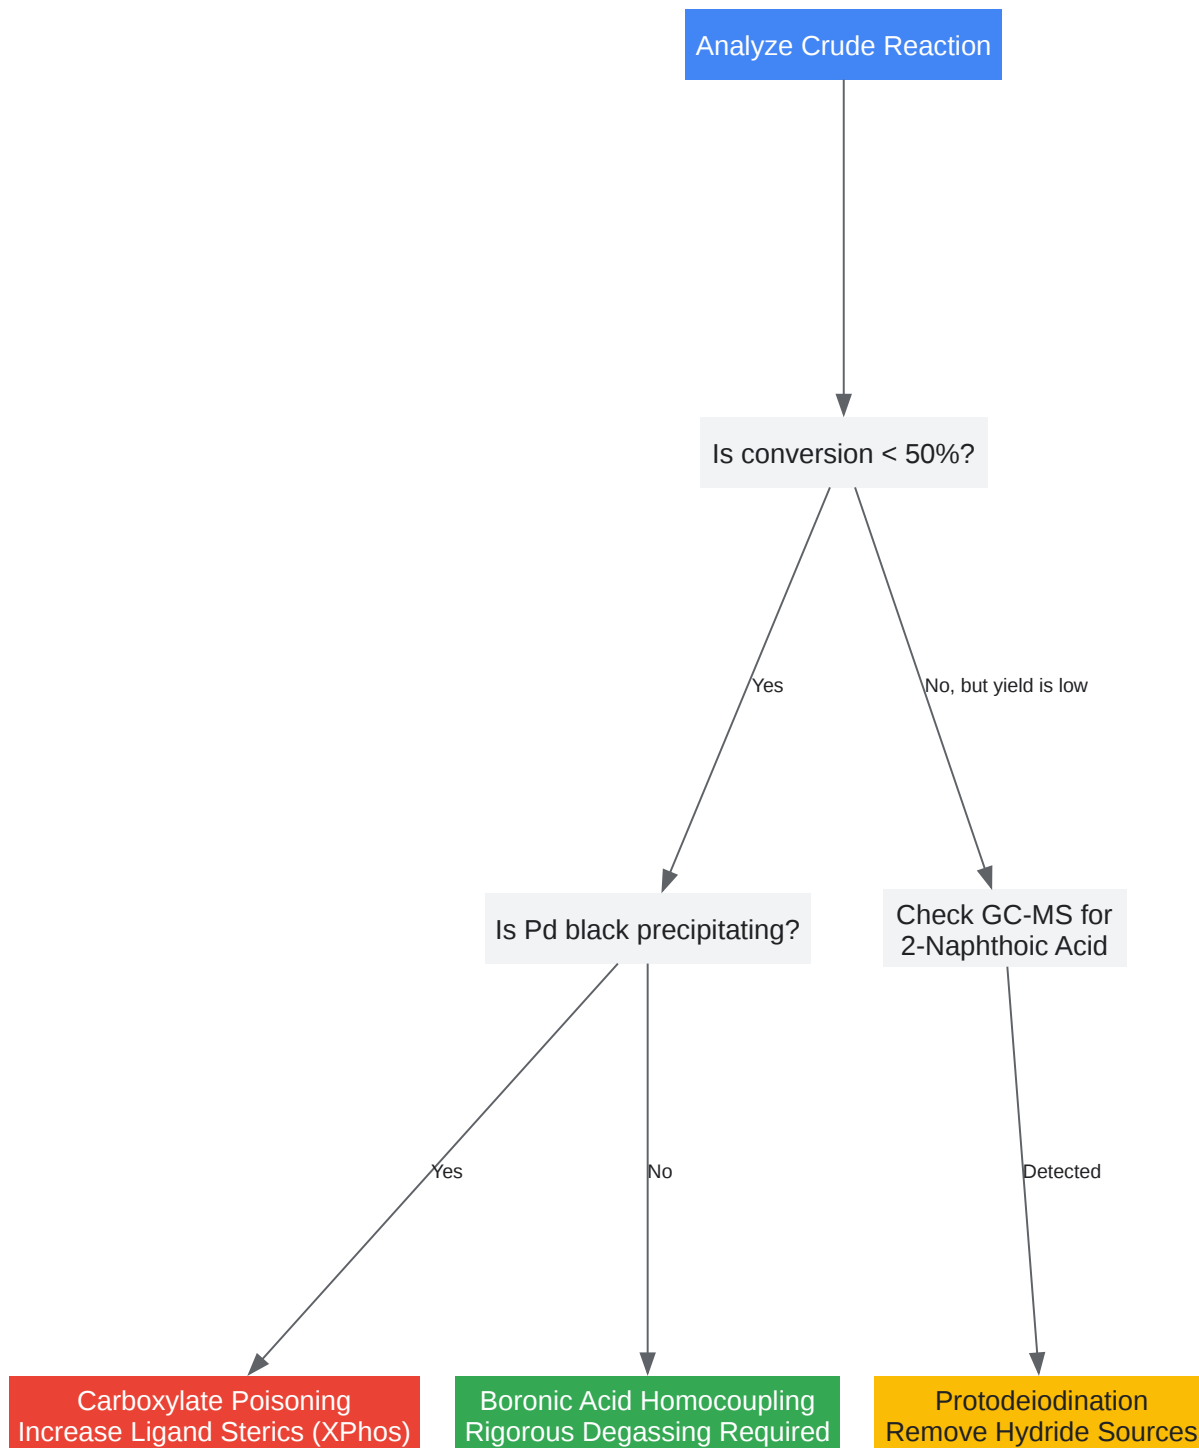 Analyze Crude Reaction
Is conversion < 50%?
Yes
No, but yield is low
Is Pd black precipitating?
Check GC-MS for
2-Naphthoic Acid
Yes
No
Detected
Carboxylate Poisoning
Increase Ligand Sterics (XPhos)
Boronic Acid Homocoupling
Rigorous Degassing Required
Protodeiodination
Remove Hydride Sources